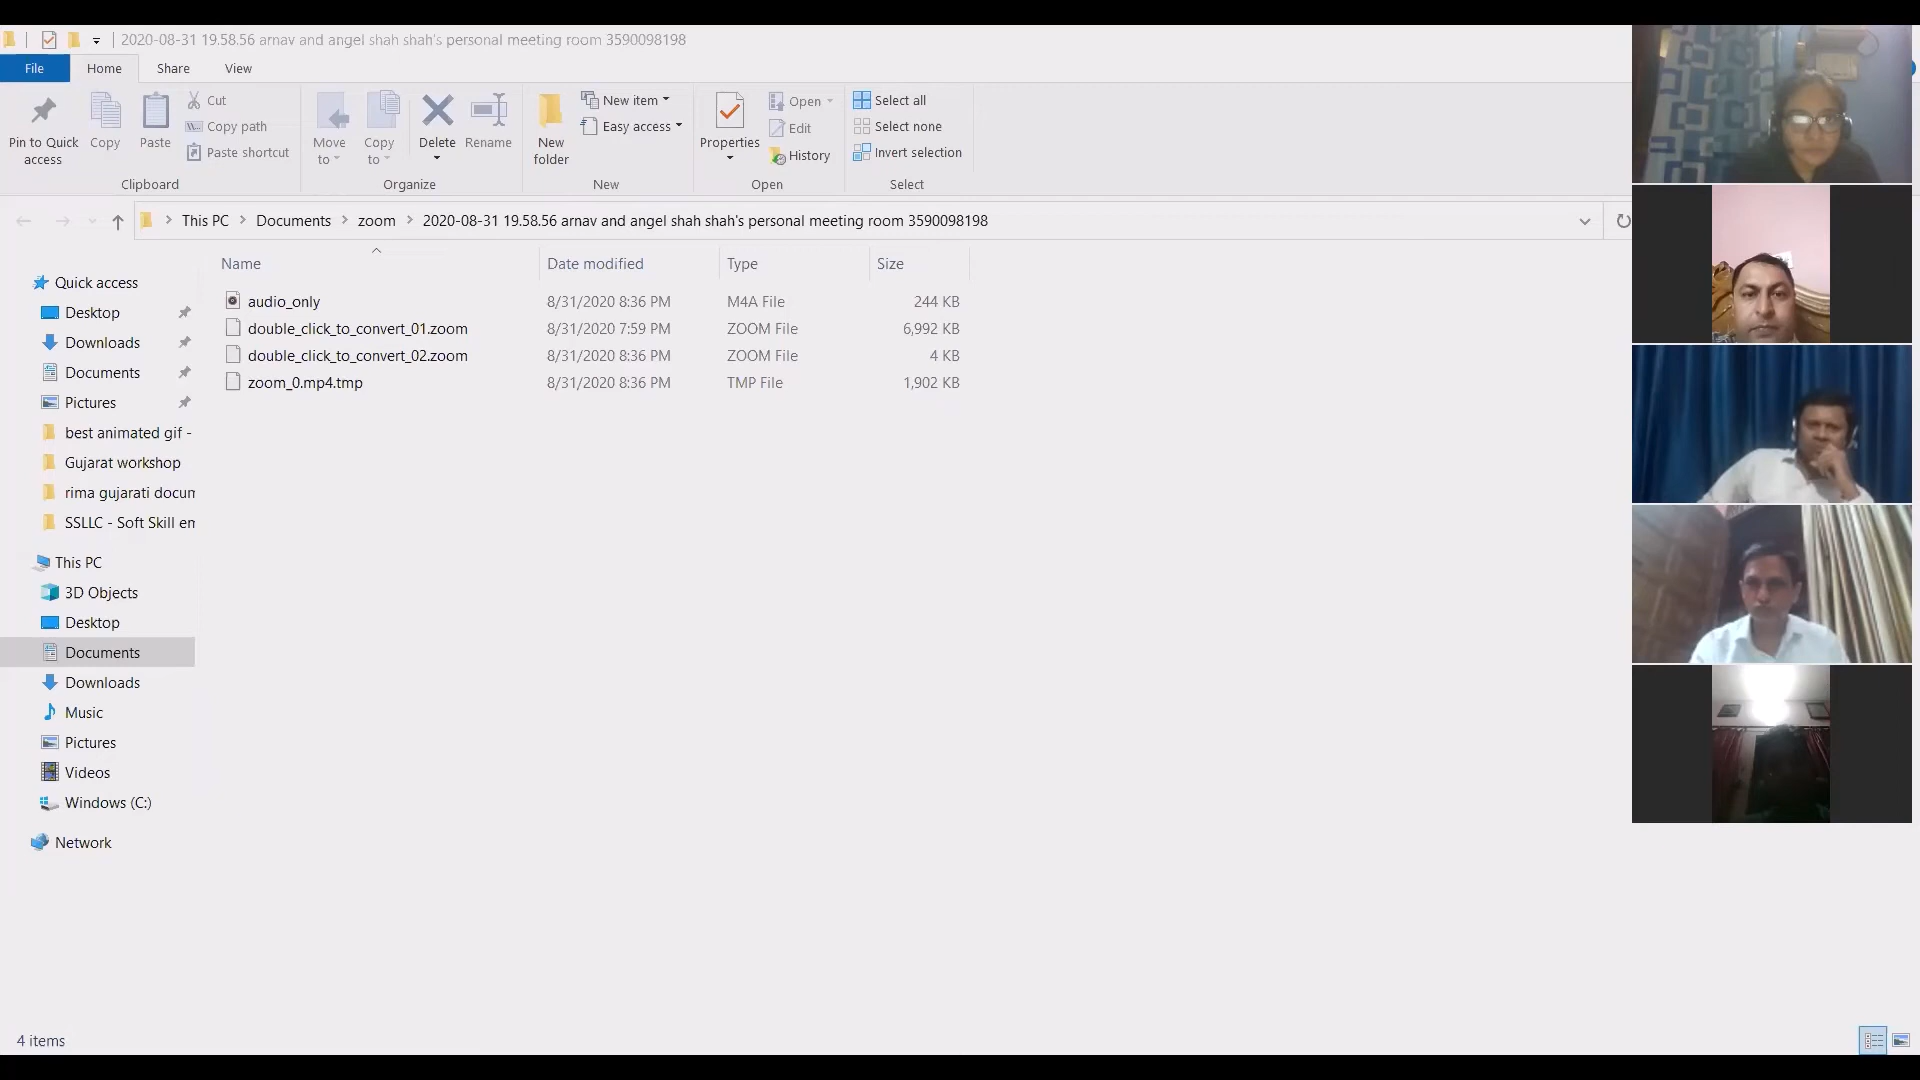 2020-08-31 19.58.56 arnav and angel shah shah's personal meeting room 3590098198
File Home Share View
Pin to Quick access
Copy
Paste
Cut
Copy path
Paste shortcut
Clipboard
Move to
Copy to
Delete
Rename
Organize
New folder
New item
Easy access
New
Properties
Open
Edit
History
Open
Select all
Select none
Invert selection
Select
This PC > Documents > zoom > 2020-08-31 19.58.56 arnav and angel shah shah's personal meeting room 3590098198
Quick access
Desktop
Downloads
Documents
Pictures
best animated gif -
Gujarat workshop
rima gujarati docum
SSLLC - Soft Skill em
This PC
3D Objects
Desktop
Documents
Downloads
Music
Pictures
Videos
Windows (C:)
Network
Name Date modified Type Size
audio_only 8/31/2020 8:36 PM M4A File 244 KB
double_click_to_convert_01.zoom 8/31/2020 7:59 PM ZOOM File 6,992 KB
double_click_to_convert_02.zoom 8/31/2020 8:36 PM ZOOM File 4 KB
zoom_0.mp4.tmp 8/31/2020 8:36 PM TMP File 1,902 KB
4 items